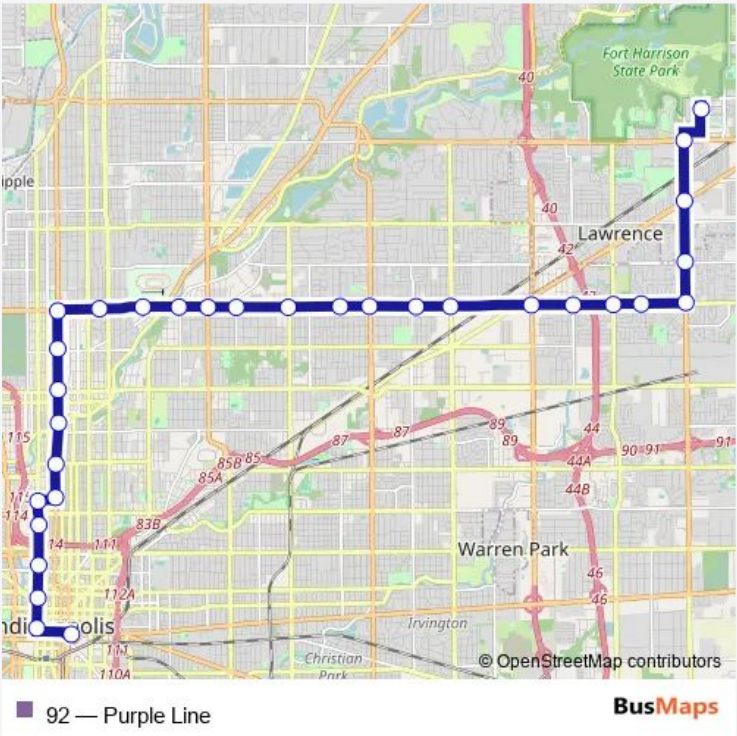 Fort Harrison
State Park
40
ipple
40
Lawrence
42
115
87
87
89
89
44
90 91
91
85B
85
85A
44A
114
44B
83B
14
111
Warren Park
46
46
112A
Irvington
111
Christian
Park
110A
© OpenStreetMap contributors
92 — Purple Line
BusMaps